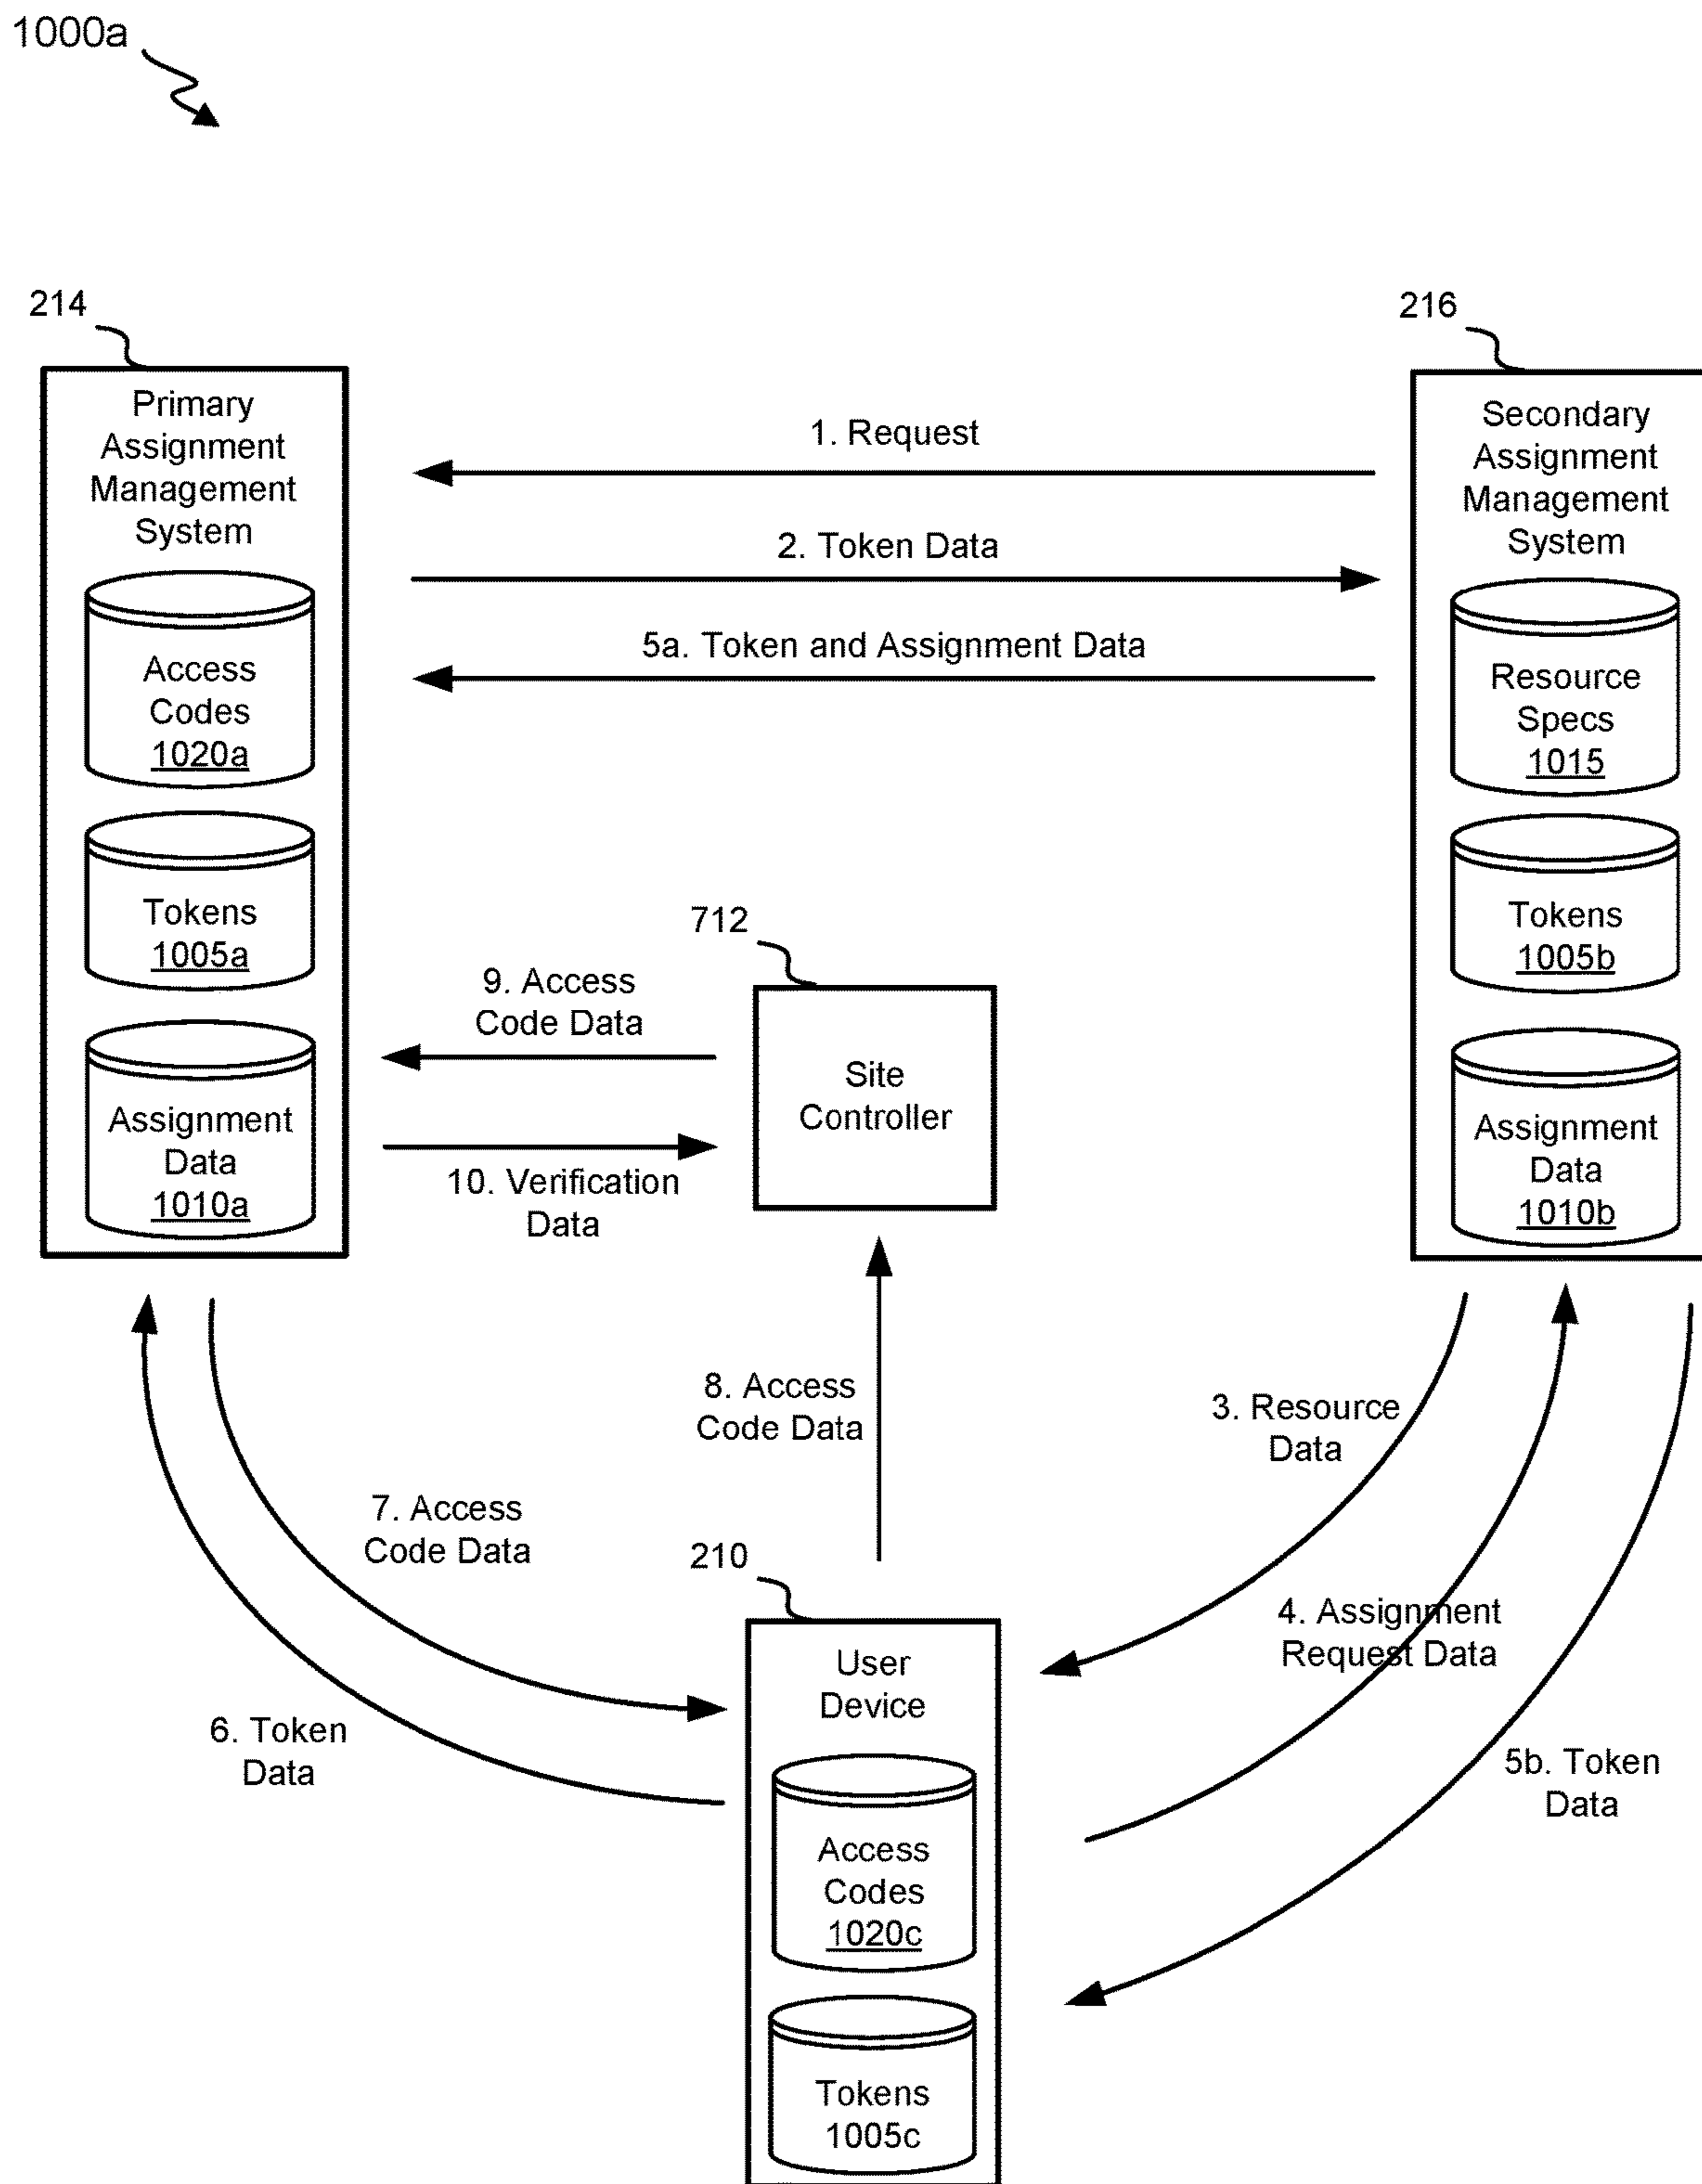 1000a
214
216
Primary
Assignment
Management
System
Access
Codes
1020a
Tokens
1005a
Assignment
Data
1010a
1. Request
2. Token Data
5a. Token and Assignment Data
Secondary
Assignment
Management
System
Resource
Specs
1015
Tokens
1005b
Assignment
Data
1010b
712
9. Access
Code Data
Site
Controller
10. Verification
Data
8. Access
Code Data
3. Resource
Data
7. Access
Code Data
210
4. Assignment
Request Data
6. Token
Data
5b. Token
Data
User
Device
Access
Codes
1020c
Tokens
1005c